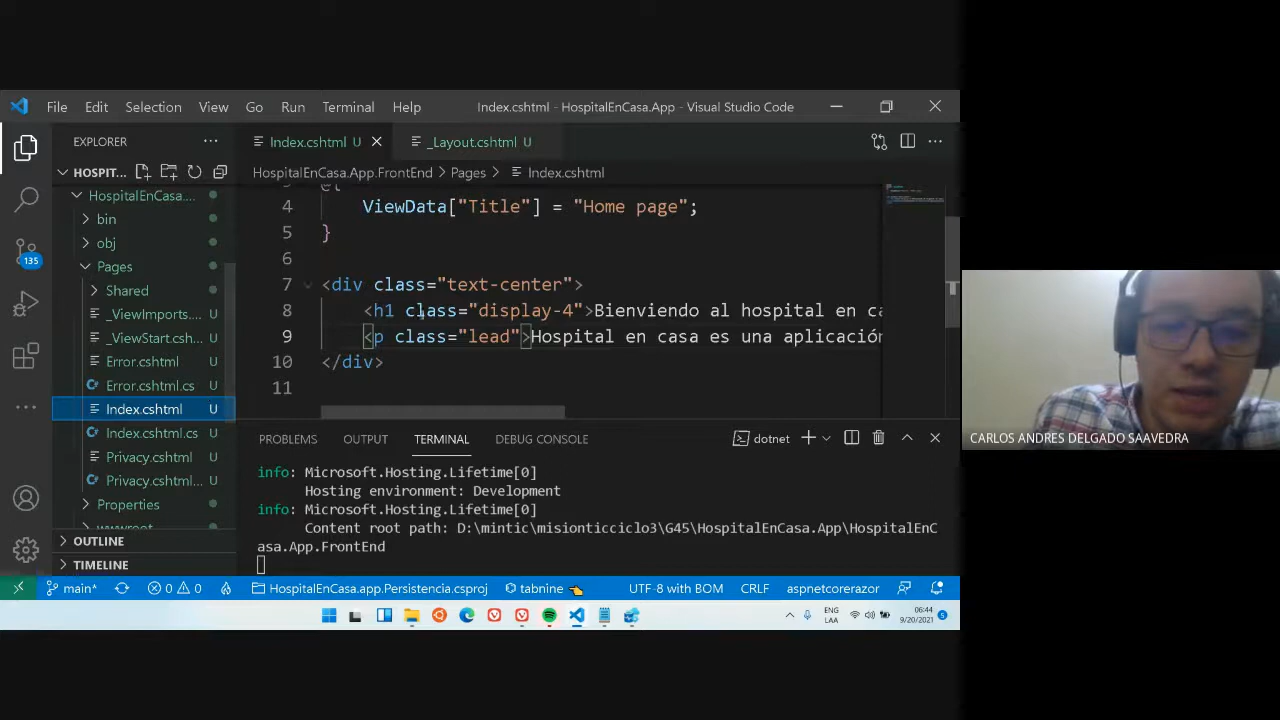 File Edit Selection View Go Run Terminal Help Index.cshtml - HospitalEnCasa.App - Visual Studio Code
EXPLORER
Index.cshtml U
_Layout.cshtml U
HOSPIT...
HospitalEnCasa.App.FrontEnd > Pages > Index.cshtml
HospitalEnCasa....
bin
obj
Pages
Shared
_ViewImports.... U
_ViewStart.csh... U
Error.cshtml U
Error.cshtml.cs U
Index.cshtml U
Index.cshtml.cs U
Privacy.cshtml U
Privacy.cshtml... U
Properties
wwwroot
OUTLINE
TIMELINE
135
@{
4 ViewData["Title"] = "Home page";
5 }
6
7 <div class="text-center">
8 <h1 class="display-4">Bienviendo al hospital en ca
9 <p class="lead">Hospital en casa es una aplicación
10 </div>
11
PROBLEMS OUTPUT TERMINAL DEBUG CONSOLE dotnet
info: Microsoft.Hosting.Lifetime[0]
Hosting environment: Development
info: Microsoft.Hosting.Lifetime[0]
Content root path: D:\mintic\misionticciclo3\G45\HospitalEnCasa.App\HospitalEnC
asa.App.FrontEnd
main* 0 0 HospitalEnCasa.app.Persistencia.csproj tabnine UTF-8 with BOM CRLF aspnetcorerazor
ENG
LAA
06:44
9/20/2021
5
CARLOS ANDRES DELGADO SAAVEDRA